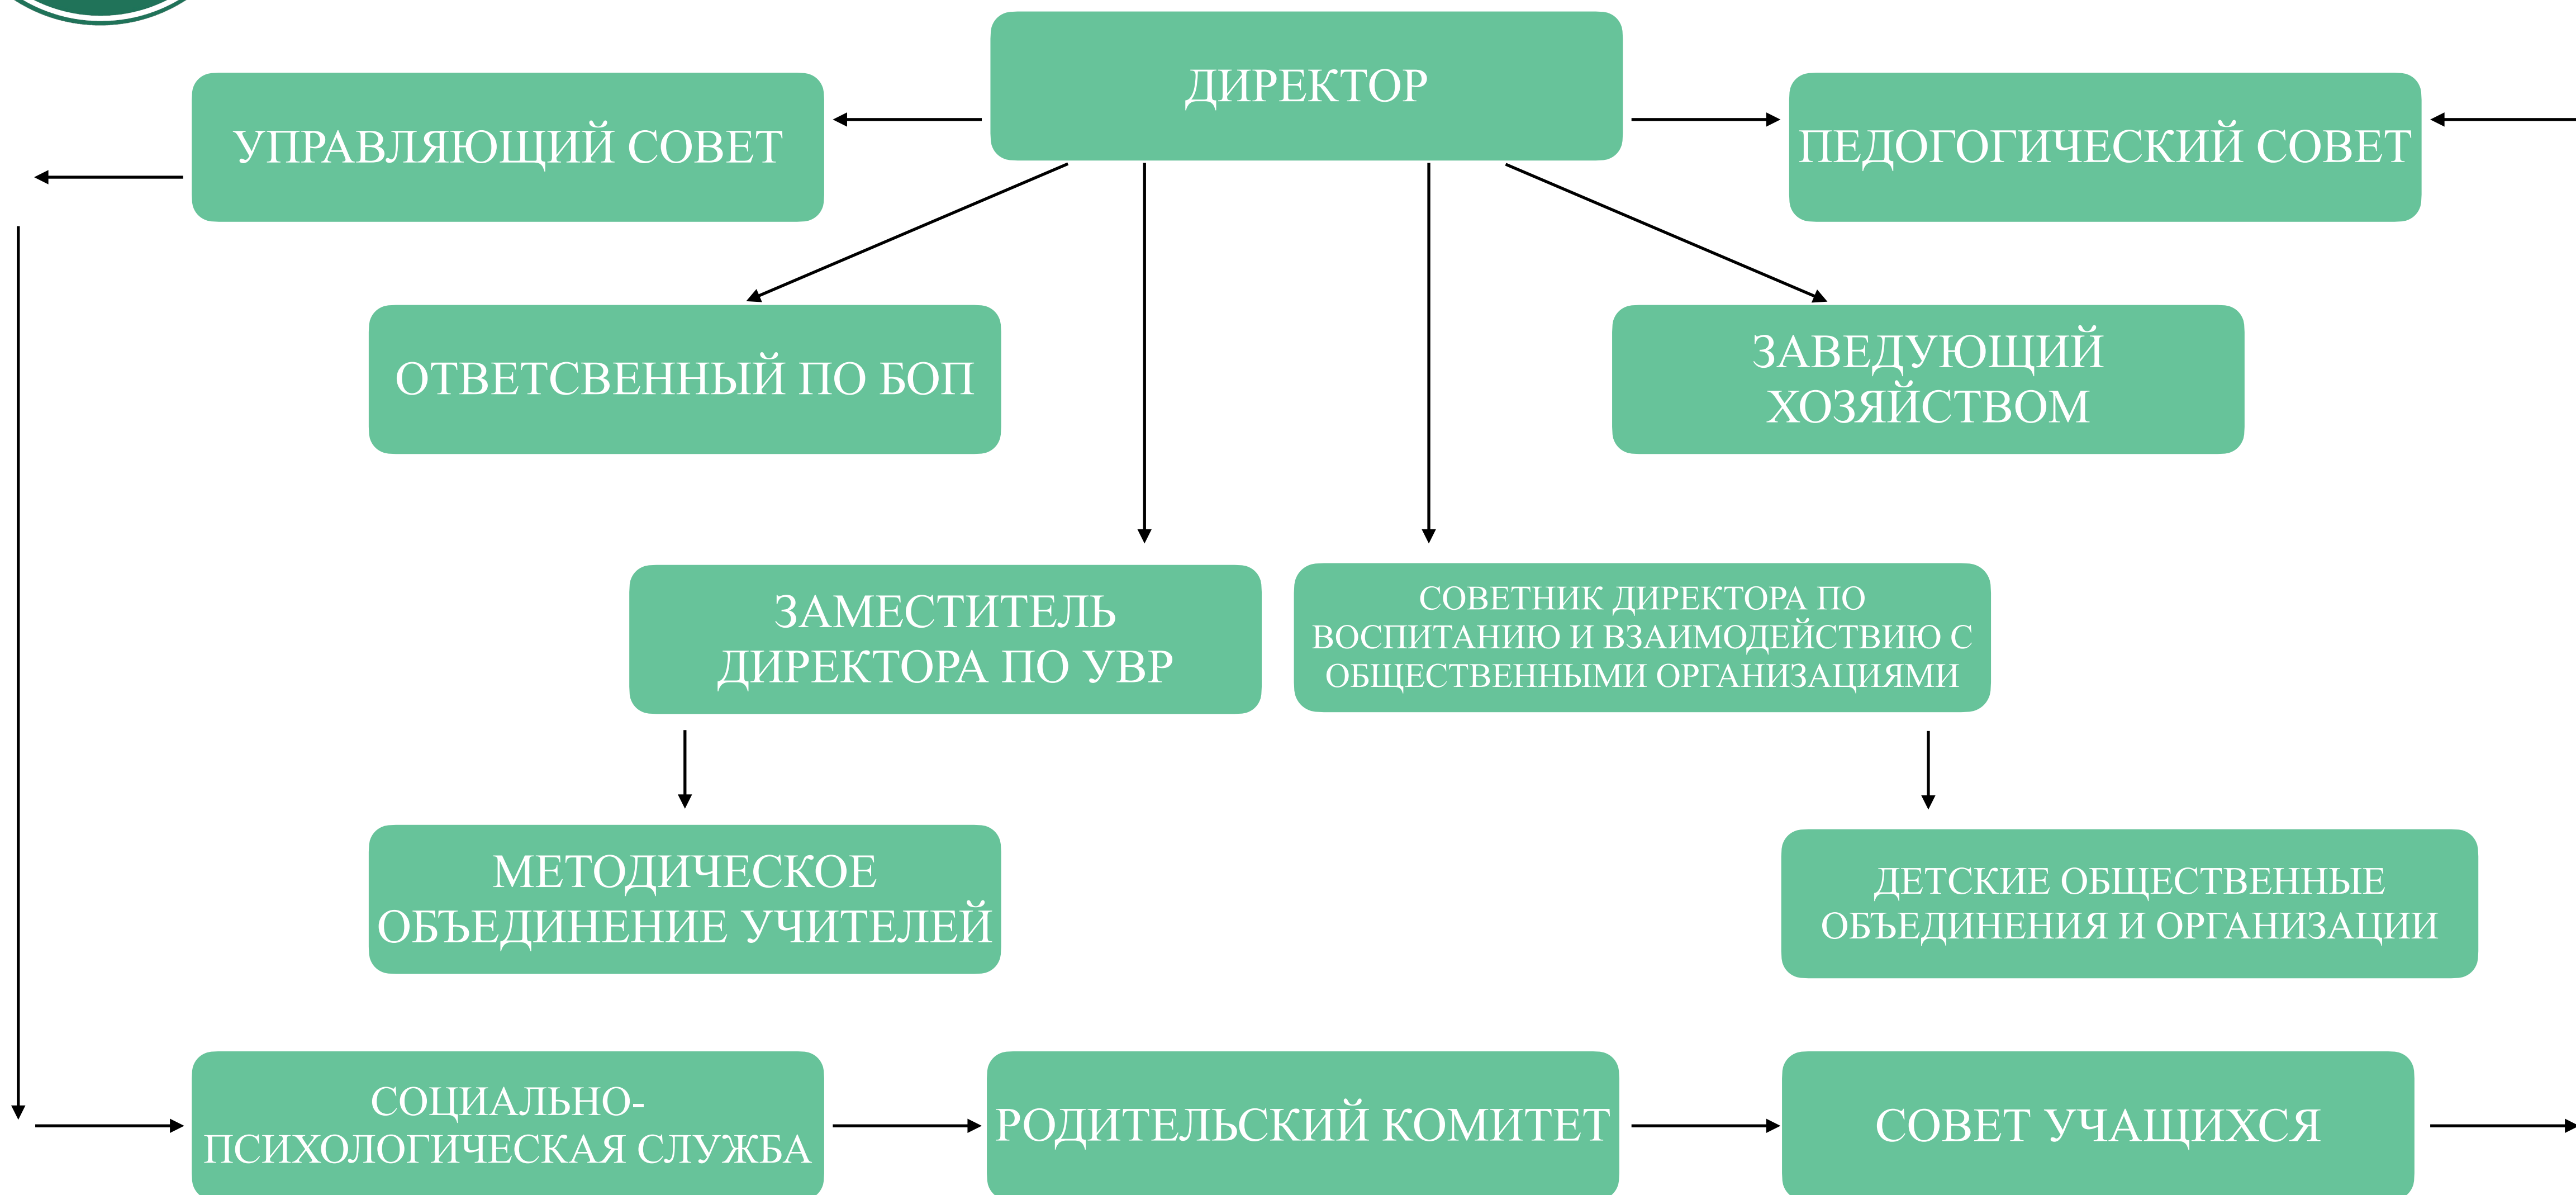 ДИРЕКТОР
УПРАВЛЯЮЩИЙ СОВЕТ
ПЕДОГОГИЧЕСКИЙ СОВЕТ
ОТВЕТСВЕННЫЙ ПО БОП
ЗАВЕДУЮЩИЙ
ХОЗЯЙСТВОМ
ЗАМЕСТИТЕЛЬ
ДИРЕКТОРА ПО УВР
СОВЕТНИК ДИРЕКТОРА ПО
ВОСПИТАНИЮ И ВЗАИМОДЕЙСТВИЮ С
ОБЩЕСТВЕННЫМИ ОРГАНИЗАЦИЯМИ
МЕТОДИЧЕСКОЕ
ОБЪЕДИНЕНИЕ УЧИТЕЛЕЙ
ДЕТСКИЕ ОБЩЕСТВЕННЫЕ
ОБЪЕДИНЕНИЯ И ОРГАНИЗАЦИИ
СОЦИАЛЬНО-
ПСИХОЛОГИЧЕСКАЯ СЛУЖБА
РОДИТЕЛЬСКИЙ КОМИТЕТ
СОВЕТ УЧАЩИХСЯ